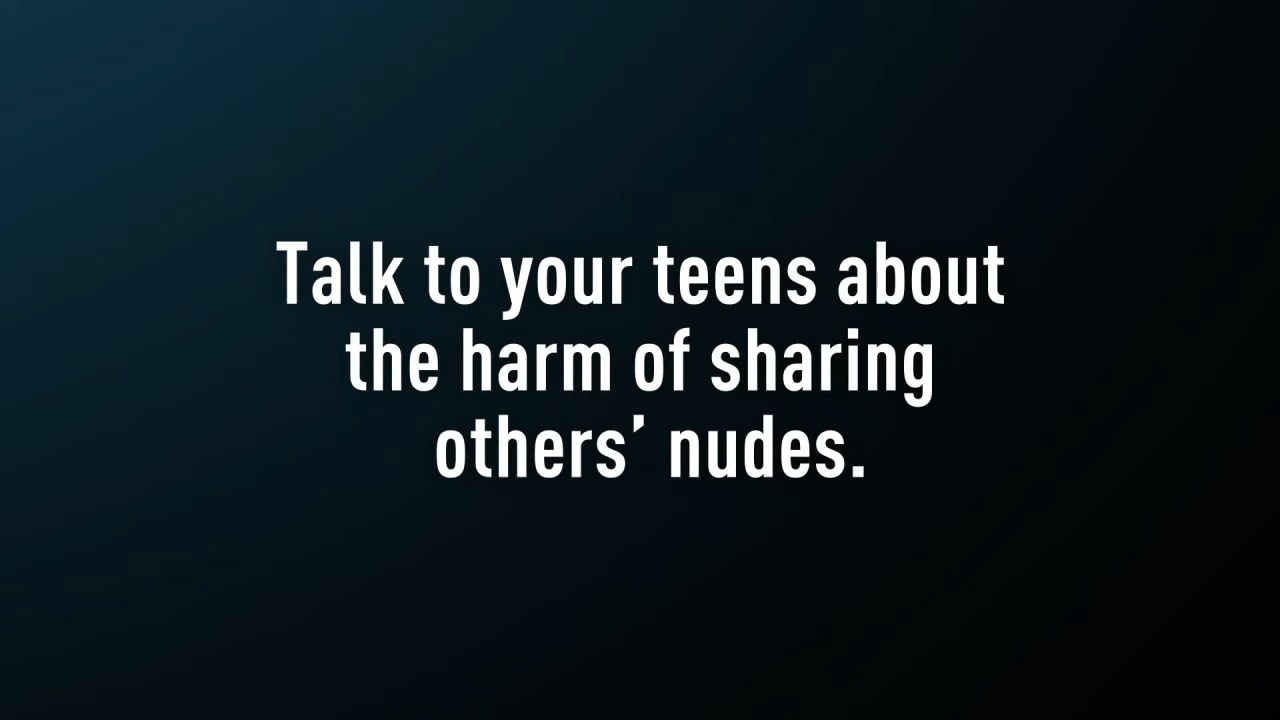 Talk to your teens about
the harm of sharing
others’ nudes.